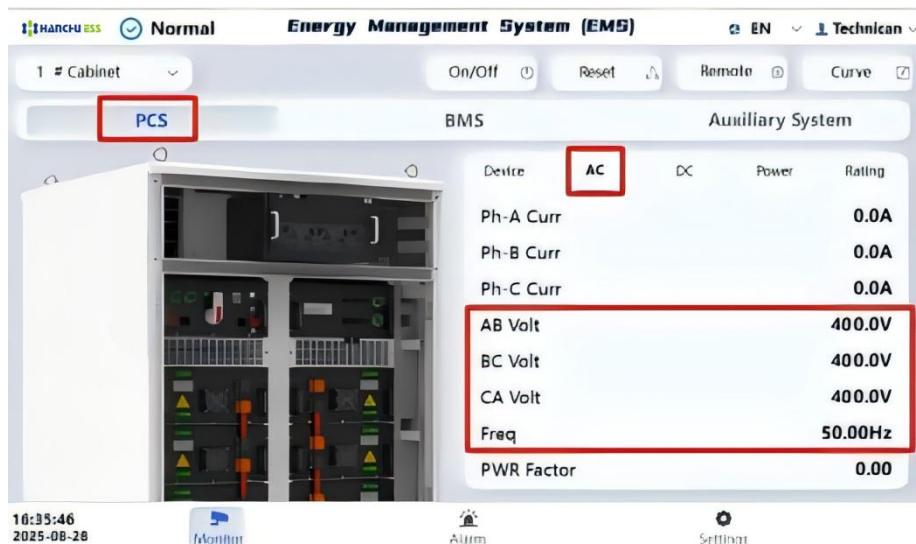 HANCHU ESS Normal Energy Management System (EMS) EN Technican
1 # Cabinet On/Off Reset Remote Curve
PCS BMS Auxiliary System
Device AC DC Power Rating
Ph-A Curr 0.0A
Ph-B Curr 0.0A
Ph-C Curr 0.0A
AB Volt 400.0V
BC Volt 400.0V
CA Volt 400.0V
Freq 50.00Hz
PWR Factor 0.00
16:35:46
2025-08-28 Monitor Alarm Settings